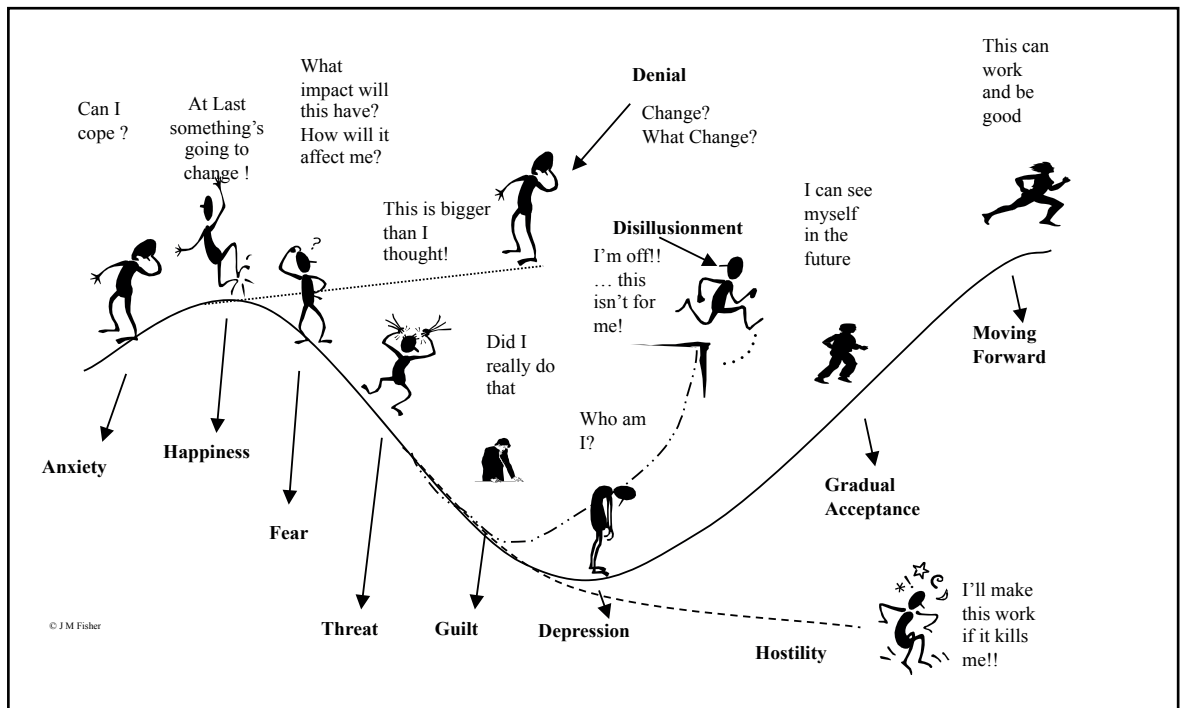 Can I
cope ?
At Last
something's
going to
change !
What
impact will
this have?
How will it
affect me?
This is bigger
than I
thought!
Denial
Change?
What Change?
Disillusionment
I'm off!!
… this
isn't for
me!
I can see
myself
in the
future
This can
work
and be
good
Moving
Forward
Did I
really do
that
Who am
I?
?
Anxiety
Happiness
Fear
Threat
Guilt
Depression
Gradual
Acceptance
Hostility
*!
I'll make
this work
if it kills
me!!
© J M Fisher